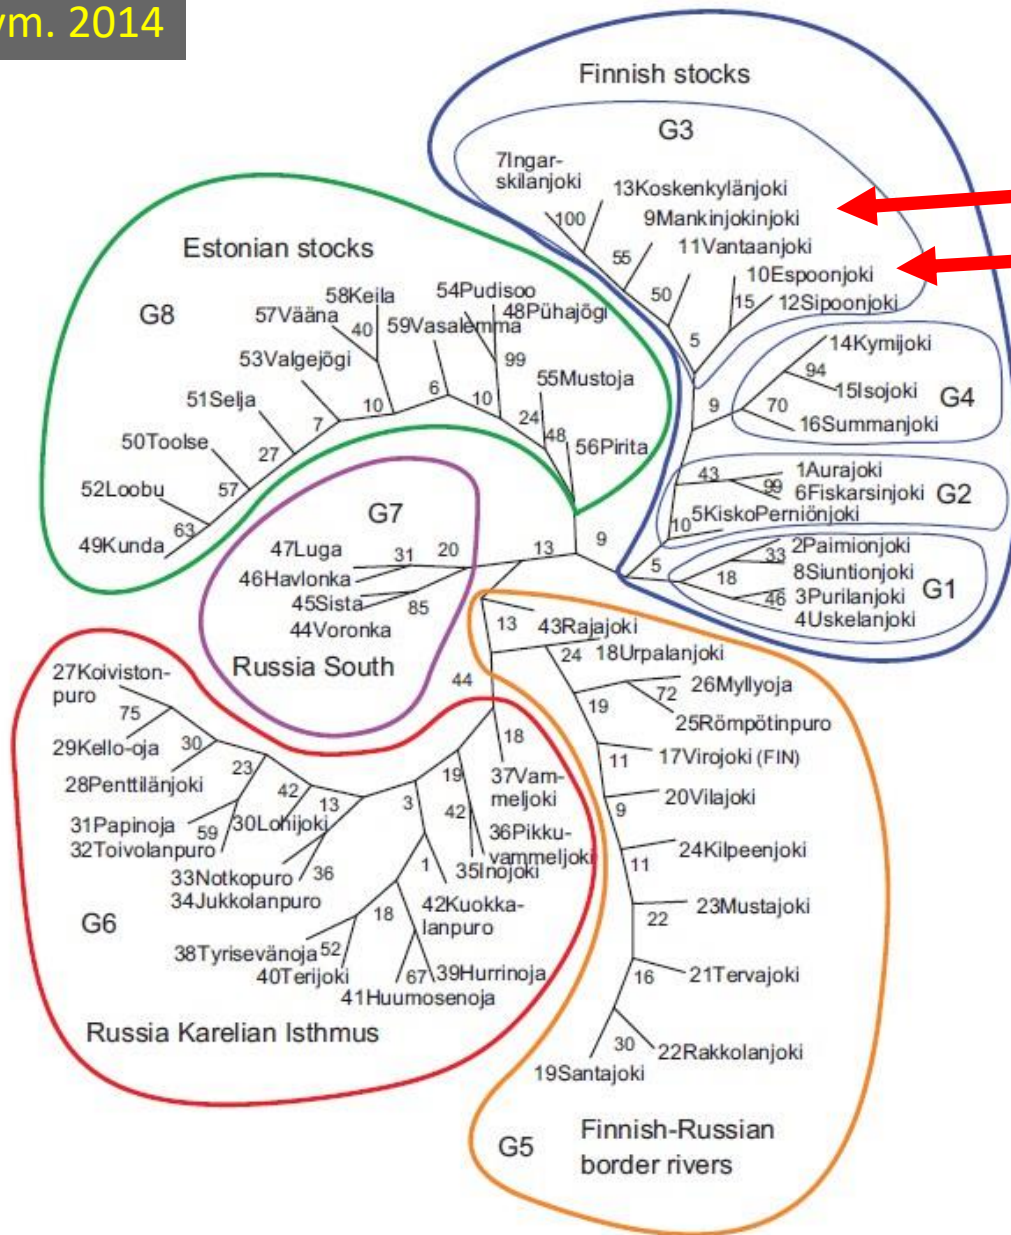 ym. 2014
Finnish stocks
G3
7Ingar-
skilanjoki
13Koskenkylänjoki
100
9Mankinjokinjoki
55
11Vantaanjoki
50
10Espoonjoki
15
12Sipoonjoki
5
14Kymijoki
94
15Isojoki
G4
9
70
16Summanjoki
43
1Aurajoki
99
6Fiskarsinjoki
G2
10
5KiskoPerniönjoki
5
2Paimionjoki
33
18
8Siuntionjoki
G1
3Purilanjoki
46
4Uskelanjoki
Estonian stocks
G8
58Keila
54Pudisoo
57Vääna
40
59Vasalemma
48Pühajõgi
53Valgejõgi
99
55Mustoja
51Selja
7
10
6
10
24
48
56Pirita
50Toolse
27
52Loobu
57
63
49Kunda
G7
47Luga
31
20
13
9
46Havlonka
45Sista
85
44Voronka
Russia South
44
13
43Rajajoki
24
18Urpalanjoki
26Myllyoja
72
19
25Römpötinpuro
11
17Virojoki (FIN)
9
20Vilajoki
11
24Kilpeenjoki
22
23Mustajoki
16
21Tervajoki
30
22Rakkolanjoki
19Santajoki
G5
Finnish-Russian
border rivers
27Koiviston-
puro
75
29Kello-oja
30
28Penttilänjoki
23
42
13
3
19
18
37Vam-
meljoki
31Papinoja
59
30Lohijoki
42
36Pikku-
vammeljoki
32Toivolanpuro
33Notkopuro
36
35Inojoki
34Jukkolanpuro
1
42Kuokka-
lanpuro
G6
18
38Tyrisevänoja
52
40Terijoki
67
39Hurrinoja
41Huumosenoja
Russia Karelian Isthmus